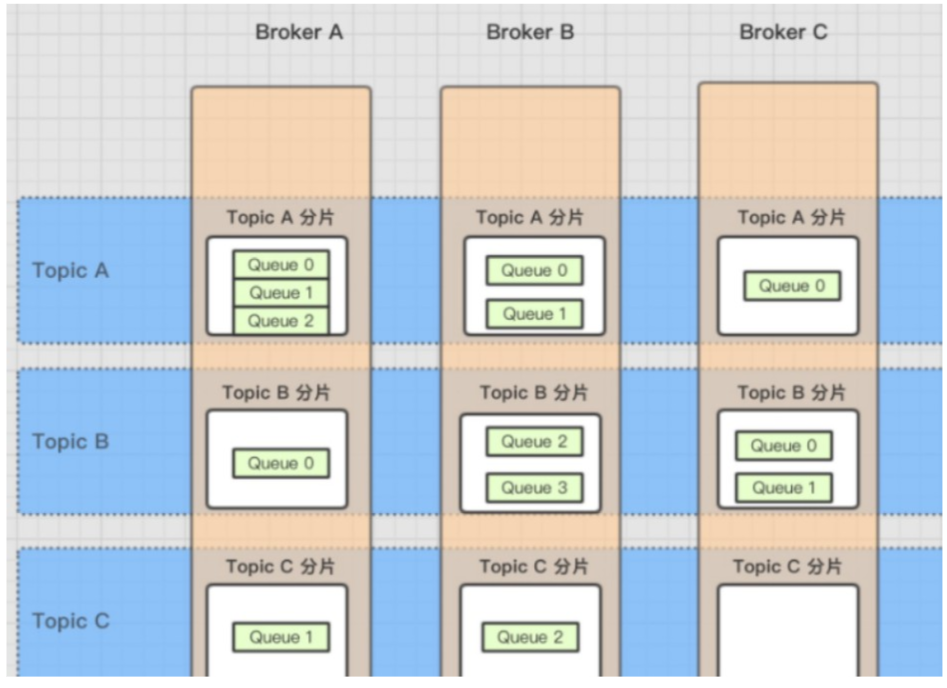 Broker A
Broker B
Broker C
Topic A
Topic A 分片
Queue 0
Queue 1
Queue 2
Topic A 分片
Queue 0
Queue 1
Topic A 分片
Queue 0
Topic B
Topic B 分片
Queue 0
Topic B 分片
Queue 2
Queue 3
Topic B 分片
Queue 0
Queue 1
Topic C
Topic C 分片
Queue 1
Topic C 分片
Queue 2
Topic C 分片